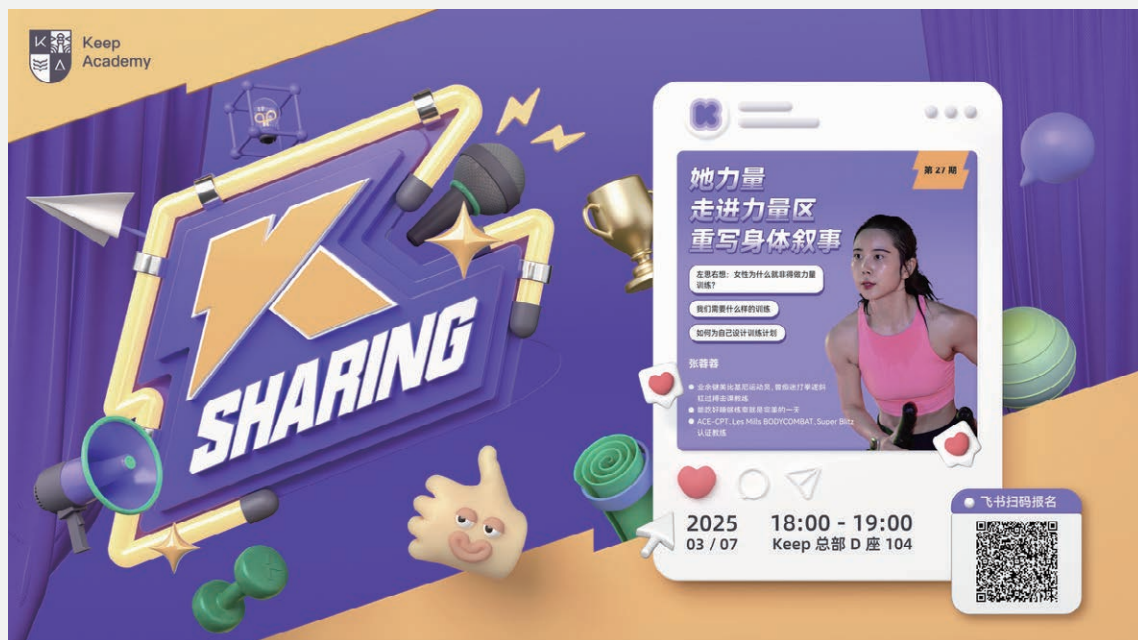 Keep
Academy
K
SHARING
第 27 期
她力量
走进力量区
重写身体叙事
左思右想：女性为什么就非得做力量
训练？
我们需要什么样的训练
如何为自己设计训练计划
张蓉蓉
认证教练
ACE-CPT、Les Mills BODYCOMBAT、Super Blitz
2025
03 / 07
18:00 - 19:00
Keep 总部 D 座 104
飞书扫码报名